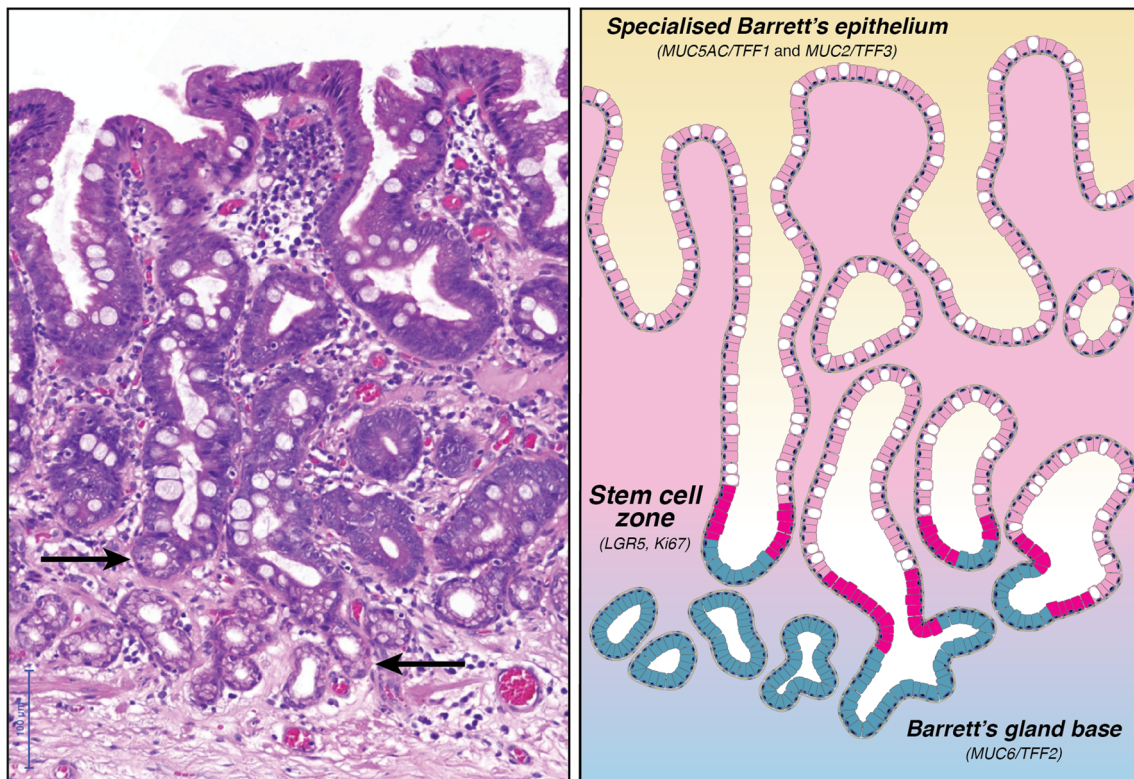 Specialised Barrett's epithelium
(MUC5AC/TFF1 and MUC2/TFF3)
Stem cell
zone
(LGR5, Ki67)
Barrett's gland base
(MUC6/TFF2)
100 µm